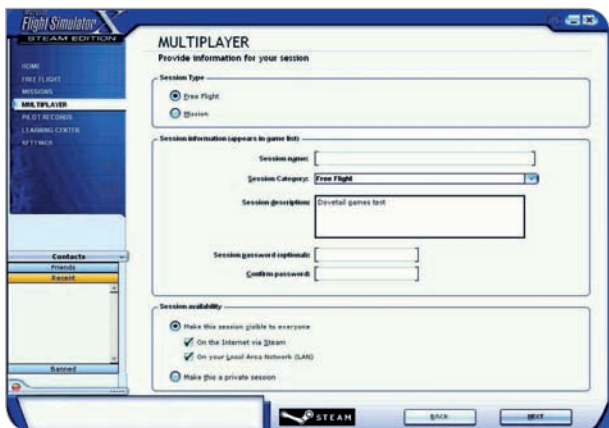 Microsoft
Flight Simulator X
STEAM EDITION
HOME
FREE FLIGHT
MISSIONS
MULTIPLAYER
PILOT RECORDS
LEARNING CENTER
SETTINGS
Contacts
Friends
Recent
Banned
MULTIPLAYER
Provide information for your session
Session Type
Free Flight
Mission
Session information (appears in game list)
Session name:
Session Category: Free Flight
Session description: Dovetail games test
Session password (optional):
Confirm password:
Session availability
Make this session visible to everyone
On the Internet via Steam
On your Local Area Network (LAN)
Make this a private session
STEAM
BACK
NEXT